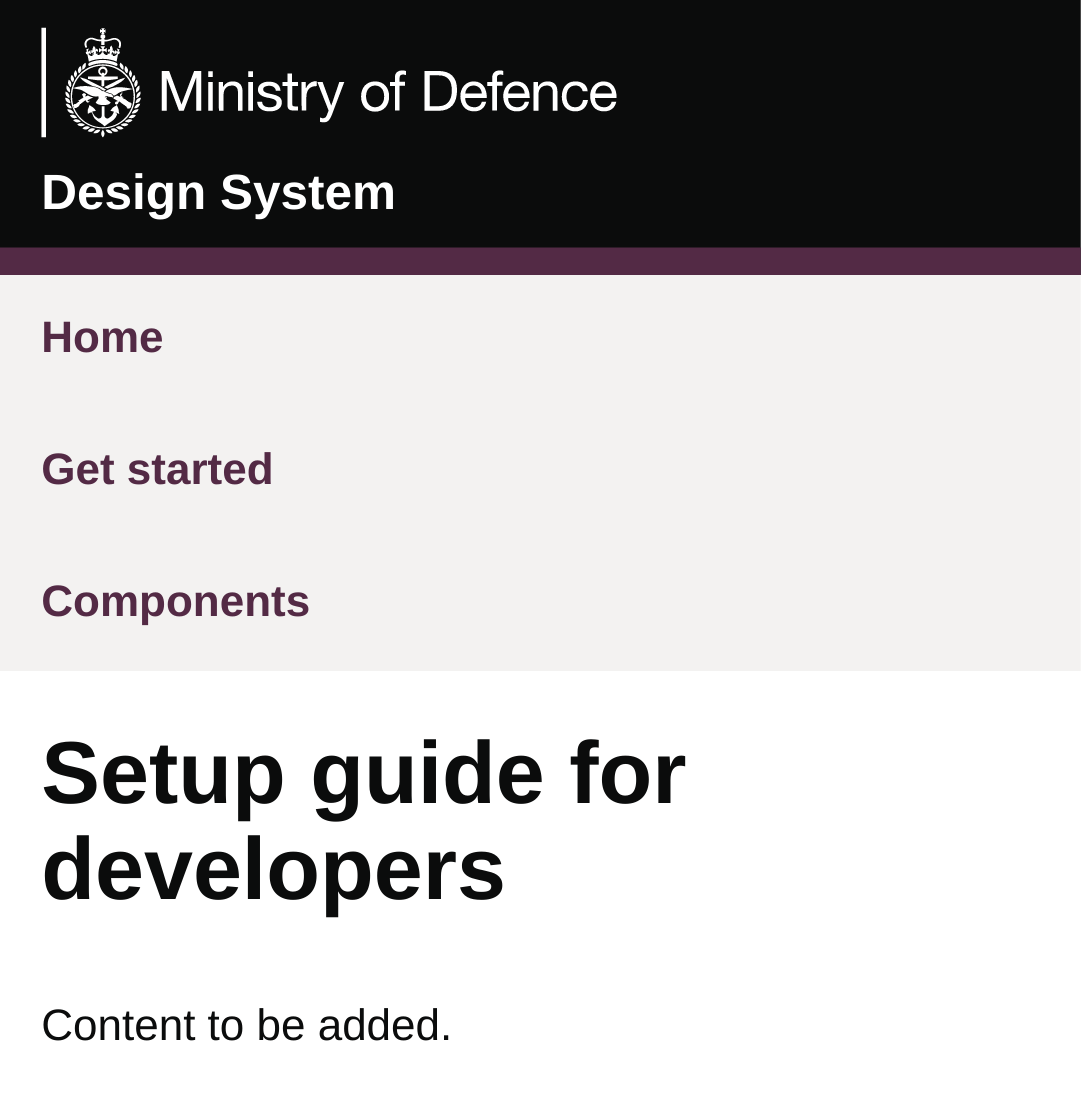 Ministry of Defence
Design System
Home
Get started
Components
Setup guide for
developers
Content to be added.